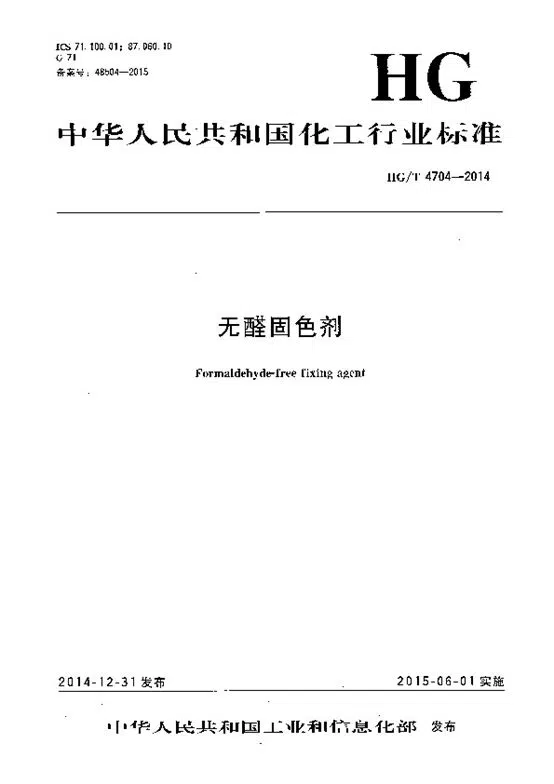 ICS 71.100.01; 87.060.10
G 71
备案号: 48504—2015
HG
中华人民共和国化工行业标准
HG/T 4704—2014
无醛固色剂
Formaldehyde-free fixing agent
2014-12-31 发布
2015-06-01 实施
中华人民共和国工业和信息化部 发布